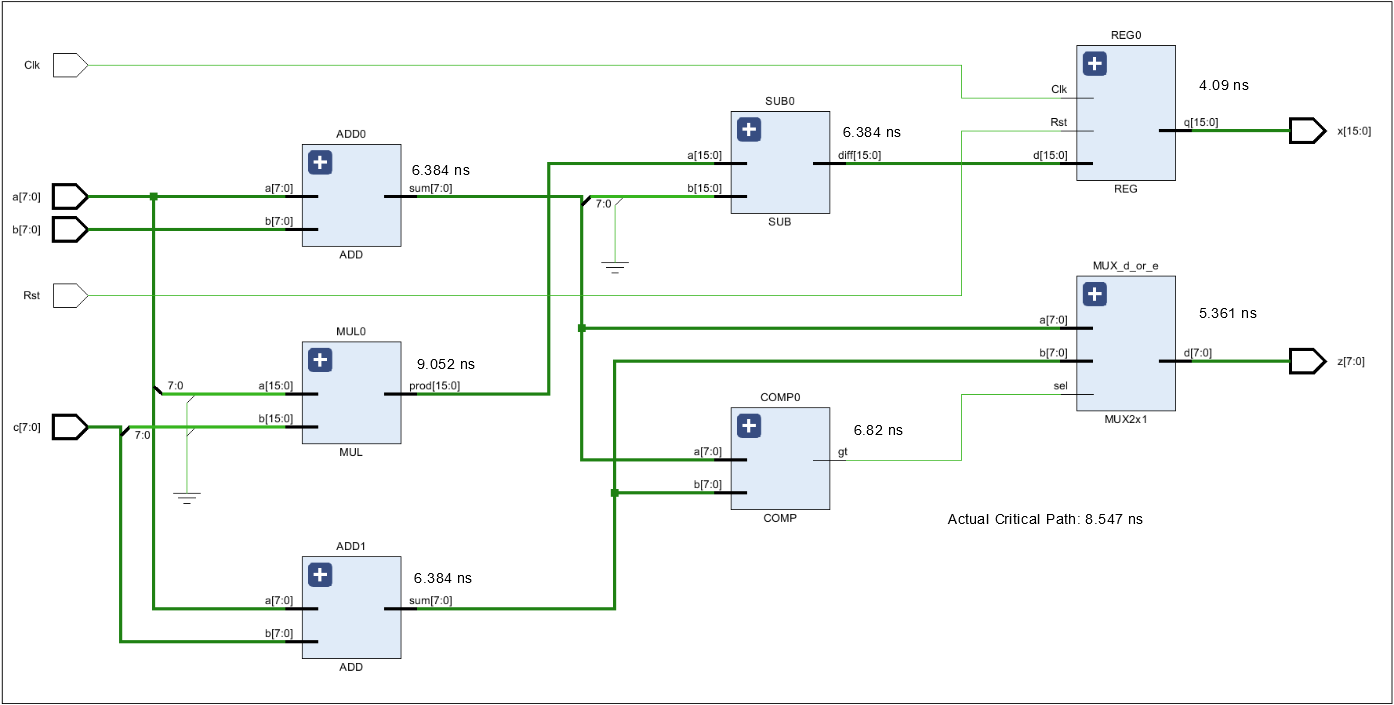 REG0
Clk
4.09 ns
Clk
SUB0
Rst
q[15:0]
x[15:0]
ADD0
6.384 ns
a[15:0]
diff[15:0]
d[15:0]
6.384 ns
a[7:0]
a[7:0]
sum[7:0]
b[15:0]
7:0
REG
b[7:0]
b[7:0]
SUB
ADD
MUX_d_or_e
Rst
5.361 ns
a[7:0]
MUL0
b[7:0]
d[7:0]
z[7:0]
9.052 ns
7:0
a[15:0]
prod[15:0]
sel
COMP0
c[7:0]
b[15:0]
7:0
6.82 ns
MUX2x1
MUL
a[7:0]
gt
b[7:0]
COMP
Actual Critical Path: 8.547 ns
ADD1
6.384 ns
a[7:0]
sum[7:0]
b[7:0]
ADD